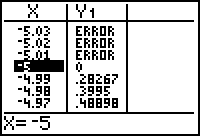 X Y₁
-5.03 ERROR
-5.02 ERROR
-5.01 ERROR
-5 0
-4.99 .28267
-4.98 .3995
-4.97 .48898
X= -5